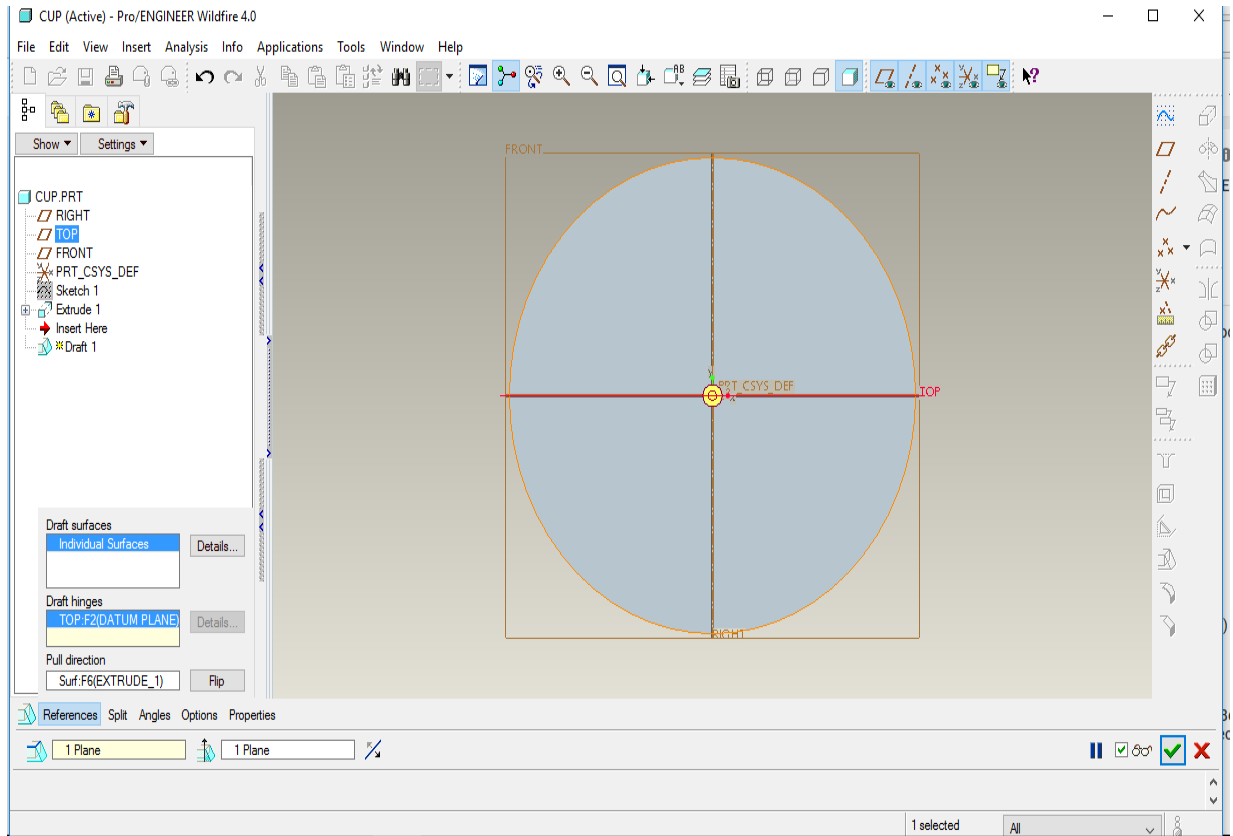 CUP (Active) - Pro/ENGINEER Wildfire 4.0
File Edit View Insert Analysis Info Applications Tools Window Help
Show Settings
CUP.PRT
RIGHT
TOP
FRONT
PRT_CSYS_DEF
Sketch 1
Extrude 1
Insert Here
Draft 1
FRONT
PRT_CSYS_DEF
TOP
RIGHT
Draft surfaces
Individual Surfaces Details...
Draft hinges
TOP:F2(DATUM PLANE) Details...
Pull direction
Surf:F6(EXTRUDE_1) Flip
References Split Angles Options Properties
1 Plane 1 Plane
1 selected All